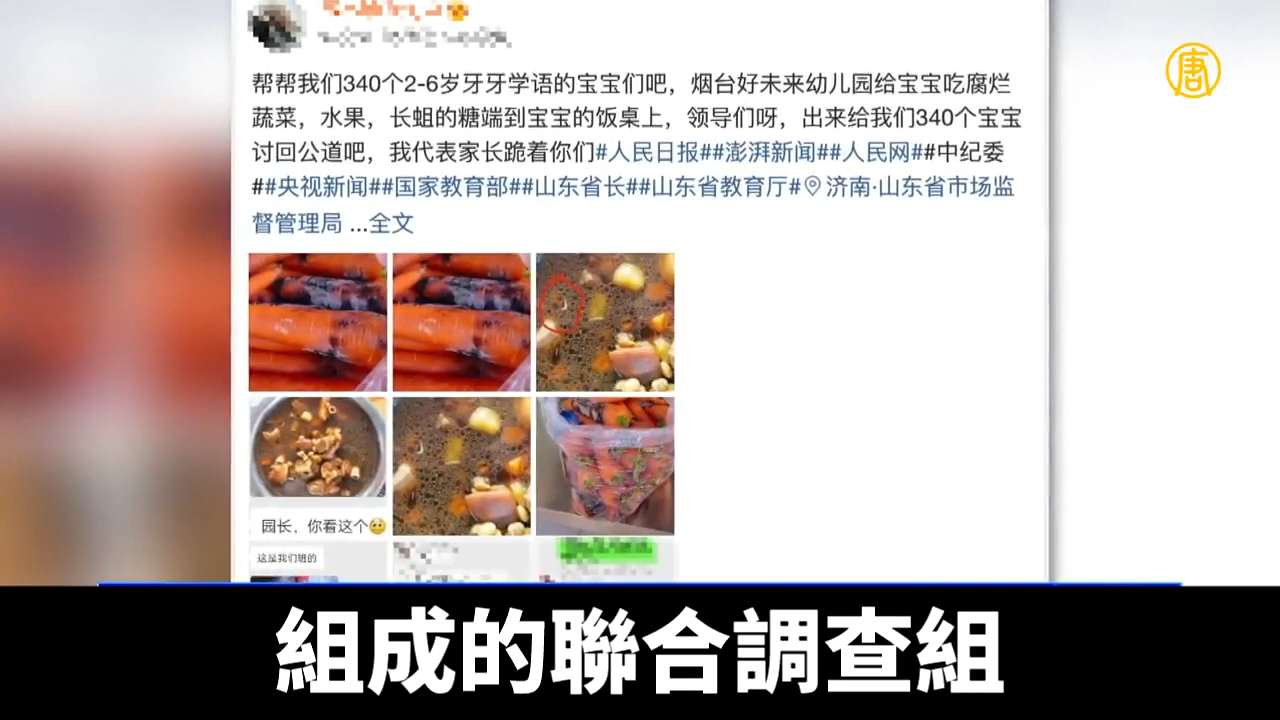 唐
帮帮我们340个2-6岁牙牙学语的宝宝们吧，烟台好未来幼儿园给宝宝吃腐烂
蔬菜，水果，长蛆的糖端到宝宝的饭桌上，领导们呀，出来给我们340个宝宝
讨回公道吧，我代表家长跪着你们#人民日报##澎湃新闻##人民网##中纪委
##央视新闻##国家教育部##山东省长##山东省教育厅#济南·山东省市场监
督管理局 ...全文
园长，你看这个
这是我们班的
組成的聯合調查組